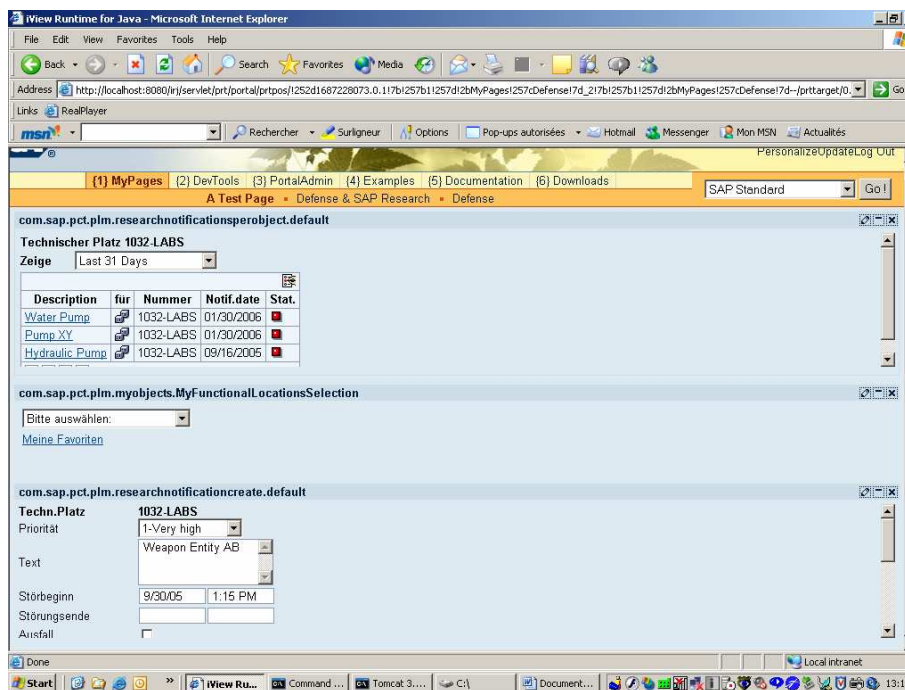 iView Runtime for Java - Microsoft Internet Explorer
File Edit View Favorites Tools Help
Back Search Favorites Media
Address http://localhost:8080/irj/servlet/prt/portal/prtpos/!252d1687228073.0.1!7b!257b1!257d!2bMyPages!257cDefense!7d_2!7b!257b1!257d!2bMyPages!257cDefense!7d--/prttarget/0. Go
Links RealPlayer
msn Rechercher Surligneur Options Pop-ups autorisées Hotmail Messenger Mon MSN Actualités
PersonalizeUpdateLog Out
{1} MyPages {2} DevTools {3} PortalAdmin {4} Examples {5} Documentation {6} Downloads
SAP Standard Go!
A Test Page Defense & SAP Research Defense
com.sap.pct.plm.researchnotificationsperobject.default
Technischer Platz 1032-LABS
Zeige Last 31 Days
Description für Nummer Notif.date Stat.
Water Pump 1032-LABS 01/30/2006
Pump XY 1032-LABS 01/30/2006
Hydraulic Pump 1032-LABS 09/16/2005
com.sap.pct.plm.myobjects.MyFunctionalLocationsSelection
Bitte auswählen:
Meine Favoriten
com.sap.pct.plm.researchnotificationcreate.default
Techn.Platz 1032-LABS
Priorität 1-Very high
Weapon Entity AB
Text
Störbeginn 9/30/05 1:15 PM
Störungsende
Ausfall
Done Local intranet
Start iView Ru... Command ... Tomcat 3.... C:\ Document... 13:1